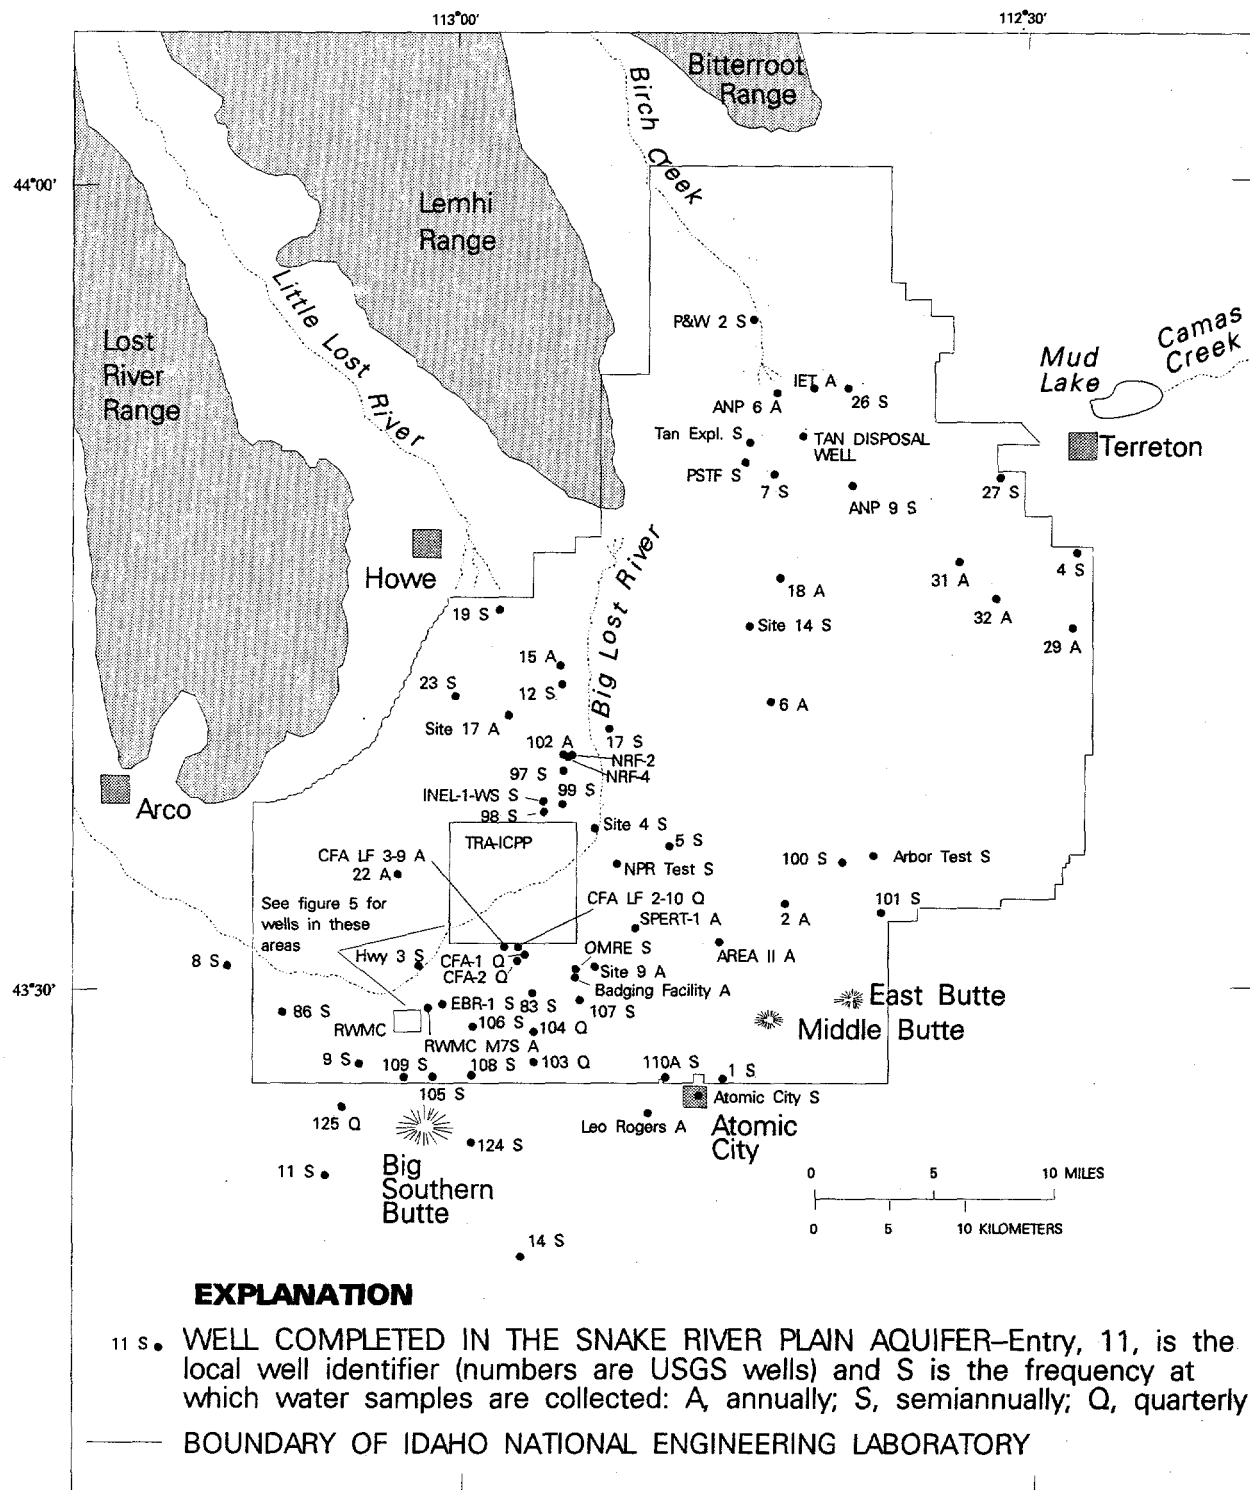 113°00'
112°30'
Bitterroot
Range
Birch Creek
44°00'
Lemhi
Range
Little Lost River
P&W 2 S
Camas
Creek
Lost
River
Range
Mud
Lake
IET A
26 S
ANP 6 A
Tan Expl. S
TAN DISPOSAL
WELL
Terreton
PSTF S
7 S
ANP 9 S
27 S
Howe
Big Lost River
4 S
31 A
18 A
32 A
19 S
Site 14 S
29 A
15 A
23 S
12 S
6 A
Site 17 A
17 S
102 A
NRF-2
NRF-4
97 S
99 S
INEL-1-WS S
98 S
Arco
Site 4 S
TRA-ICPP
5 S
CFA LF 3-9 A
22 A
NPR Test S
100 S
Arbor Test S
See figure 5 for
wells in these
areas
CFA LF 2-10 Q
SPERT-1 A
2 A
101 S
OMRE S
AREA II A
8 S
Hwy 3 S
CFA-1 Q
CFA-2 Q
Site 9 A
Badging Facility A
43°30'
East Butte
86 S
EBR-1 S
83 S
107 S
Middle Butte
RWMC
106 S
104 Q
RWMC M7S A
9 S
109 S
108 S
103 Q
110A S
1 S
105 S
Atomic City S
125 Q
Leo Rogers A
Atomic
City
124 S
11 S
Big
Southern
Butte
0 5 10 MILES
0 5 10 KILOMETERS
14 S
EXPLANATION
11 S WELL COMPLETED IN THE SNAKE RIVER PLAIN AQUIFER–Entry, 11, is the
local well identifier (numbers are USGS wells) and S is the frequency at
which water samples are collected: A, annually; S, semiannually; Q, quarterly
BOUNDARY OF IDAHO NATIONAL ENGINEERING LABORATORY